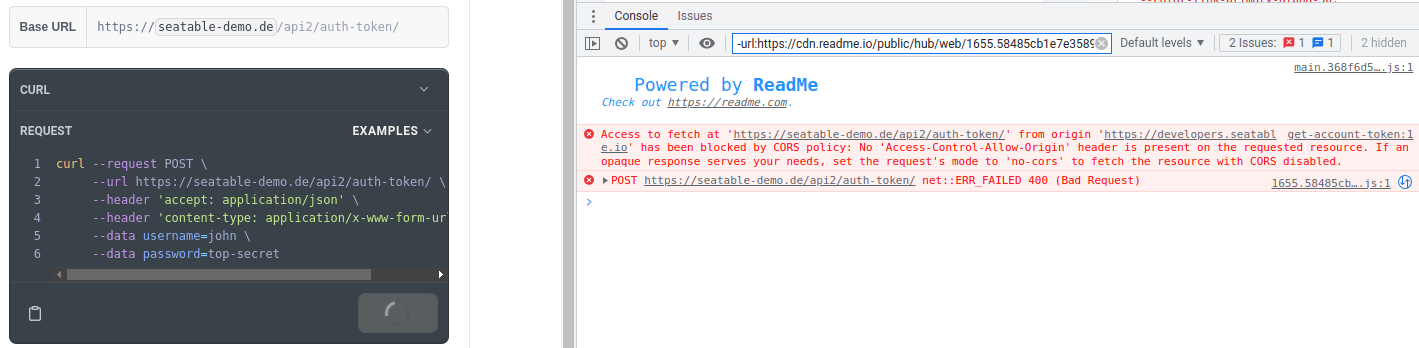 Base URL https://seatable-demo.de/api2/auth-token/
CURL
REQUEST EXAMPLES
1 curl --request POST \
2 --url https://seatable-demo.de/api2/auth-token/ \
3 --header 'accept: application/json' \
4 --header 'content-type: application/x-www-form-ur
5 --data username=john \
6 --data password=top-secret
Console Issues
top -url:https://cdn.readme.io/public/hub/web/1655.58485cb1e7e3589 Default levels 2 Issues: 1 1 2 hidden
main.368f6d5….js:1
Powered by ReadMe
Check out https://readme.com.
Access to fetch at 'https://seatable-demo.de/api2/auth-token/' from origin 'https://developers.seatabl get-account-token:1
e.io' has been blocked by CORS policy: No 'Access-Control-Allow-Origin' header is present on the requested resource. If an
opaque response serves your needs, set the request's mode to 'no-cors' to fetch the resource with CORS disabled.
POST https://seatable-demo.de/api2/auth-token/ net::ERR_FAILED 400 (Bad Request) 1655.58485cb….js:1